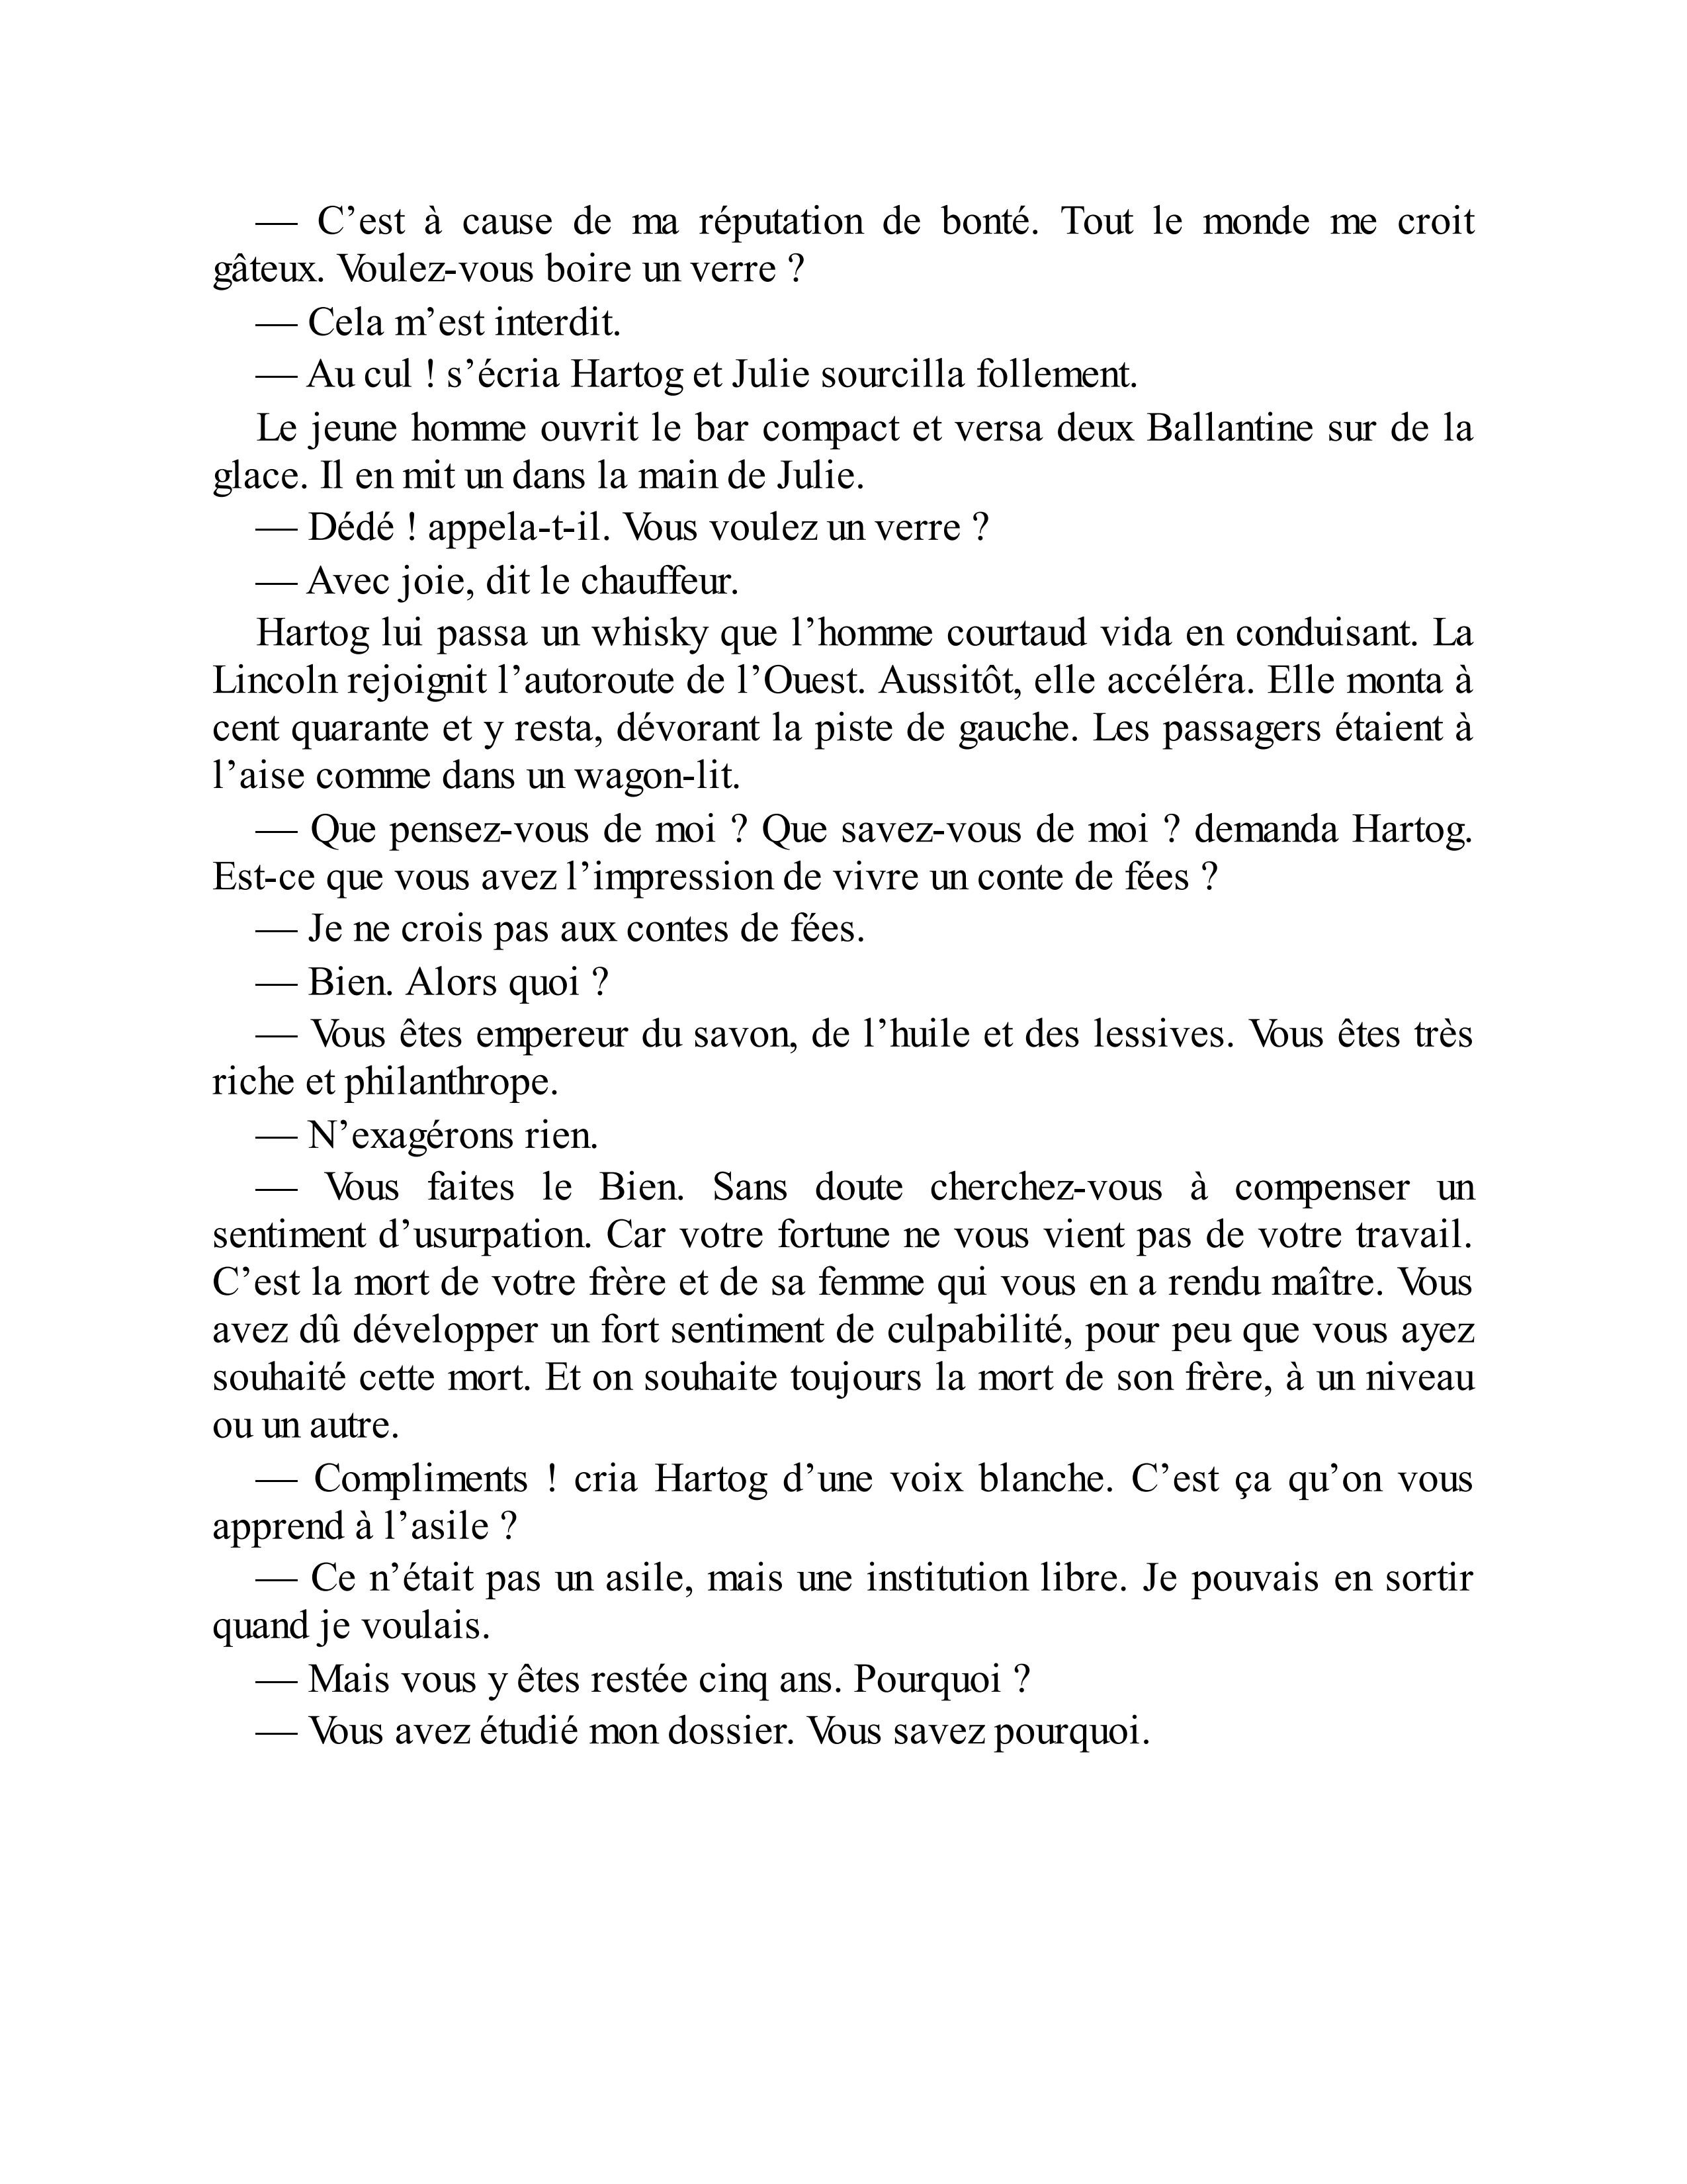 — C’est à cause de ma réputation de bonté. Tout le monde me croit
gâteux. Voulez-vous boire un verre ?
— Cela m’est interdit.
— Au cul ! s’écria Hartog et Julie sourcilla follement.
Le jeune homme ouvrit le bar compact et versa deux Ballantine sur de la
glace. Il en mit un dans la main de Julie.
— Dédé ! appela-t-il. Vous voulez un verre ?
— Avec joie, dit le chauffeur.
Hartog lui passa un whisky que l’homme courtaud vida en conduisant. La
Lincoln rejoignit l’autoroute de l’Ouest. Aussitôt, elle accéléra. Elle monta à
cent quarante et y resta, dévorant la piste de gauche. Les passagers étaient à
l’aise comme dans un wagon-lit.
— Que pensez-vous de moi ? Que savez-vous de moi ? demanda Hartog.
Est-ce que vous avez l’impression de vivre un conte de fées ?
— Je ne crois pas aux contes de fées.
— Bien. Alors quoi ?
— Vous êtes empereur du savon, de l’huile et des lessives. Vous êtes très
riche et philanthrope.
— N’exagérons rien.
— Vous faites le Bien. Sans doute cherchez-vous à compenser un
sentiment d’usurpation. Car votre fortune ne vous vient pas de votre travail.
C’est la mort de votre frère et de sa femme qui vous en a rendu maître. Vous
avez dû développer un fort sentiment de culpabilité, pour peu que vous ayez
souhaité cette mort. Et on souhaite toujours la mort de son frère, à un niveau
ou un autre.
— Compliments ! cria Hartog d’une voix blanche. C’est ça qu’on vous
apprend à l’asile ?
— Ce n’était pas un asile, mais une institution libre. Je pouvais en sortir
quand je voulais.
— Mais vous y êtes restée cinq ans. Pourquoi ?
— Vous avez étudié mon dossier. Vous savez pourquoi.